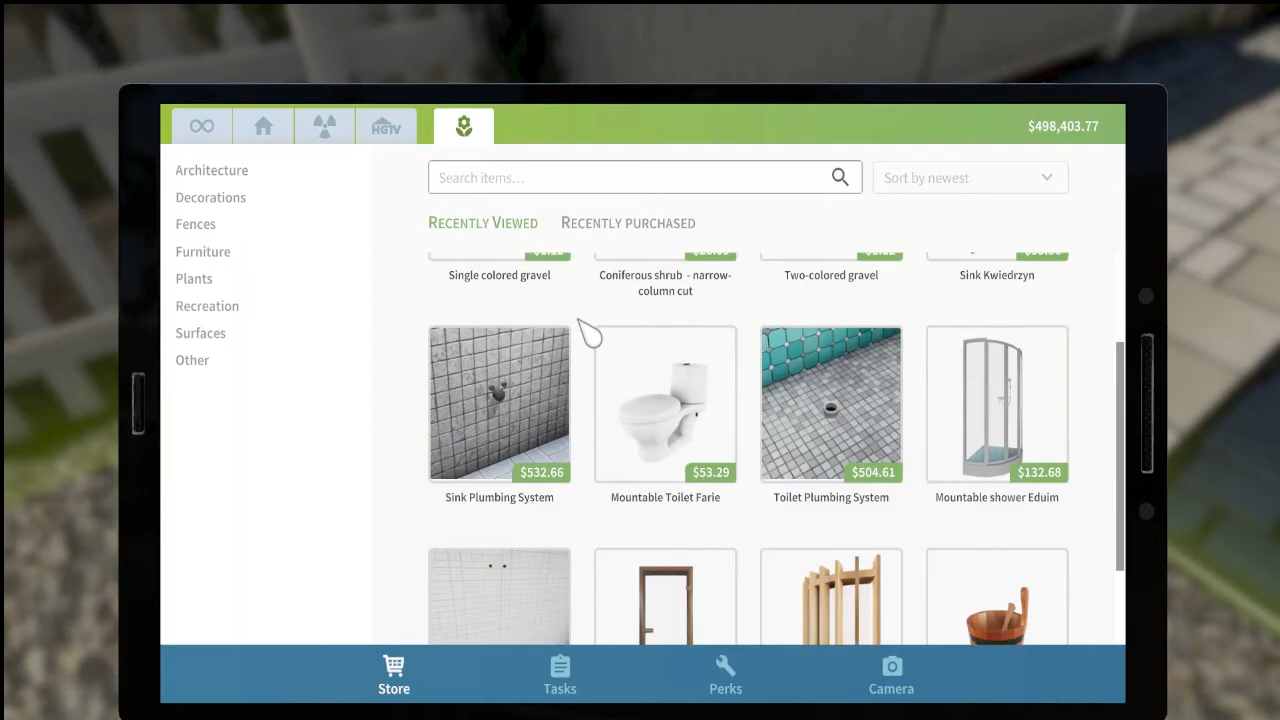 HGTV
$498,403.77
Architecture
Decorations
Fences
Furniture
Plants
Recreation
Surfaces
Other
Search items...
Sort by newest
RECENTLY VIEWED
RECENTLY PURCHASED
Single colored gravel
Coniferous shrub - narrow-
column cut
Two-colored gravel
Sink Kwiedrzyn
$532.66
$53.29
$504.61
$132.68
Sink Plumbing System
Mountable Toilet Farie
Toilet Plumbing System
Mountable shower Eduim
Store
Tasks
Perks
Camera